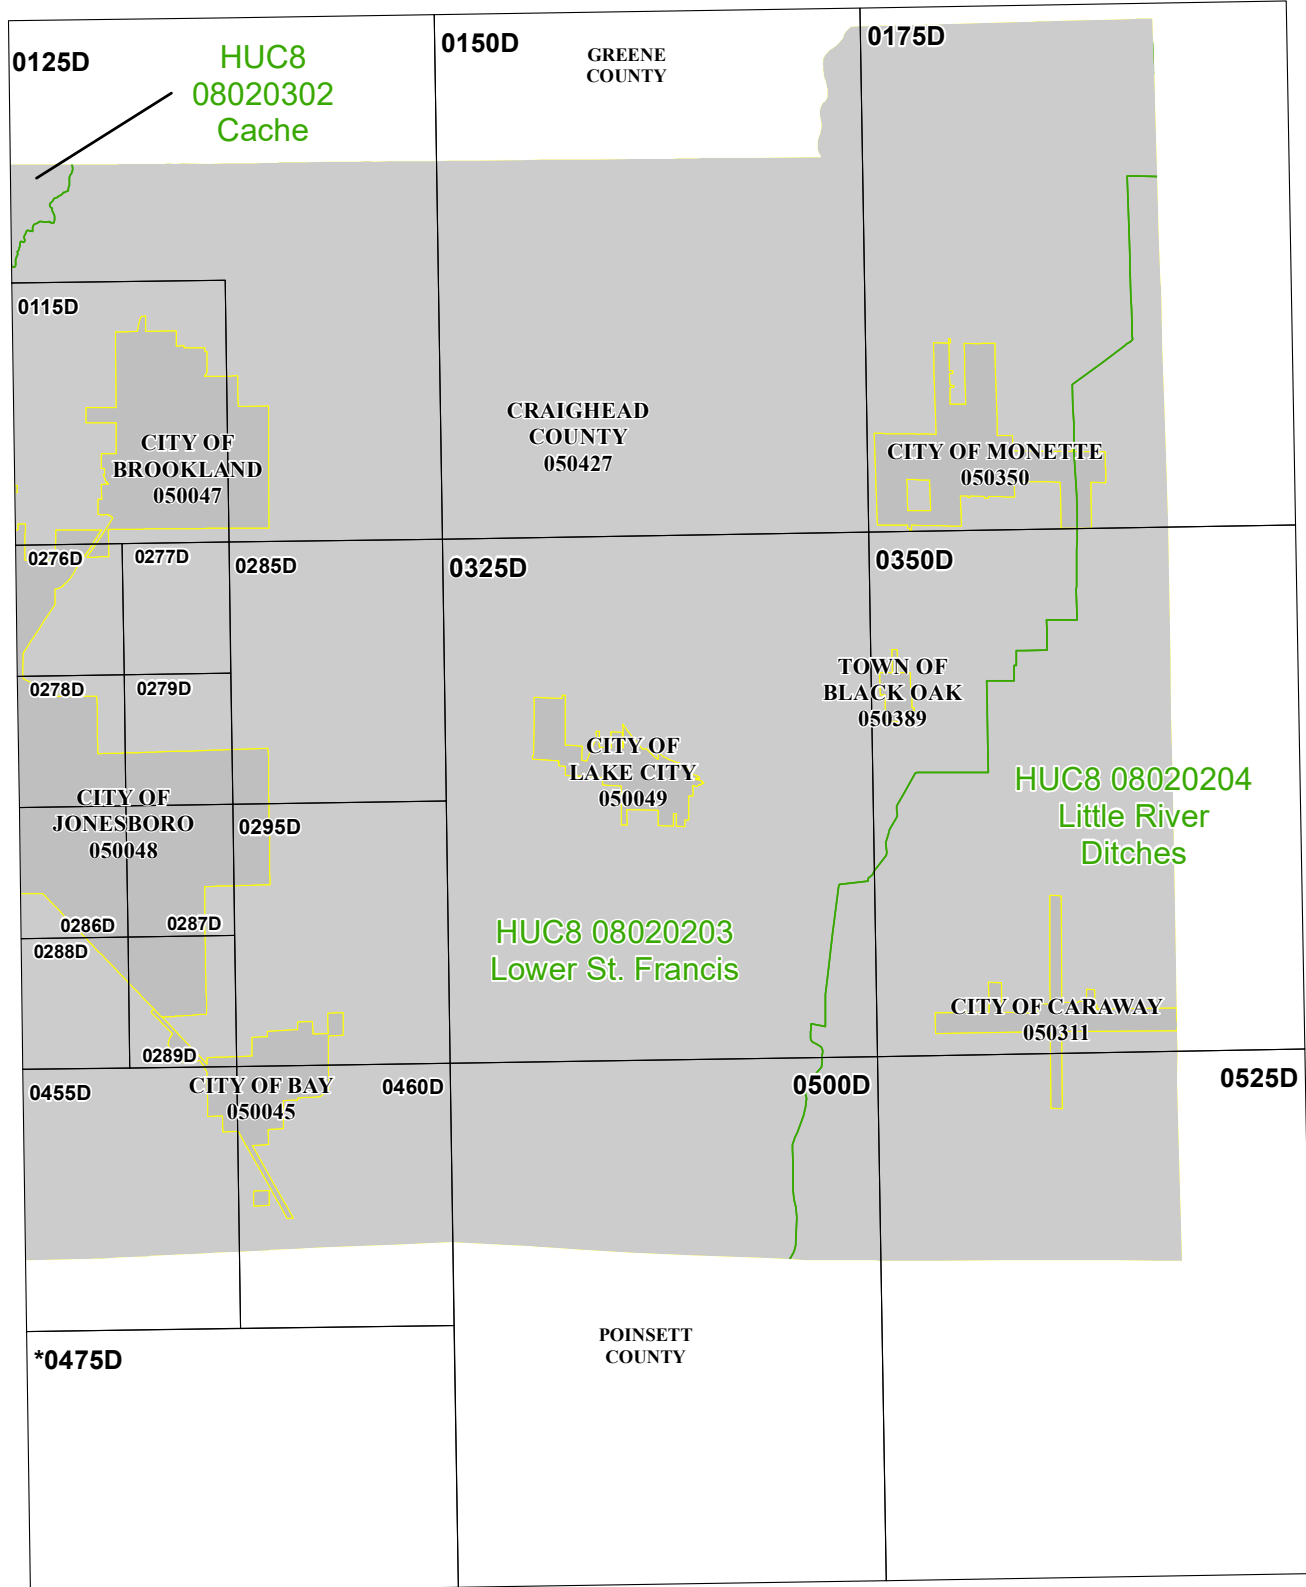 0125D
HUC8
08020302
Cache
0150D
GREENE
COUNTY
0175D
0115D
CITY OF
BROOKLAND
050047
CRAIGHEAD
COUNTY
050427
CITY OF MONETTE
050350
0276D
0277D
0285D
0325D
0350D
0278D
0279D
TOWN OF
BLACK OAK
050389
CITY OF
LAKE CITY
050049
HUC8 08020204
Little River
Ditches
CITY OF
JONESBORO
050048
0295D
0286D
0287D
0288D
HUC8 08020203
Lower St. Francis
CITY OF CARAWAY
050311
0289D
0455D
CITY OF BAY
050045
0460D
0500D
0525D
*0475D
POINSETT
COUNTY